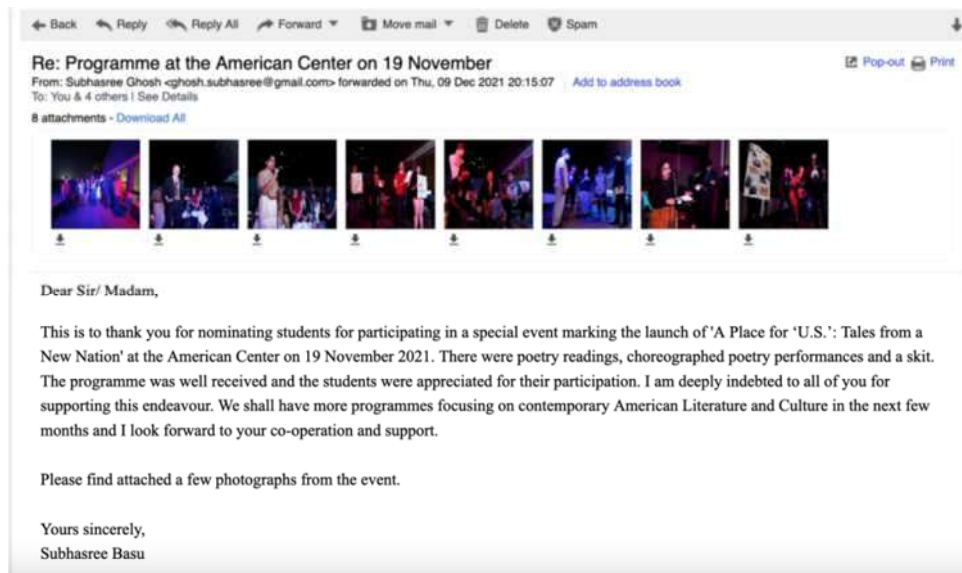 Back Reply Reply All Forward Move mail Delete Spam
Re: Programme at the American Center on 19 November
Pop-out Print
From: Subhasree Ghosh <ghosh.subhasree@gmail.com> forwarded on Thu, 09 Dec 2021 20:15:07 Add to address book
To: You & 4 others | See Details
8 attachments - Download All
Dear Sir/ Madam,
This is to thank you for nominating students for participating in a special event marking the launch of 'A Place for ‘U.S.’: Tales from a
New Nation' at the American Center on 19 November 2021. There were poetry readings, choreographed poetry performances and a skit.
The programme was well received and the students were appreciated for their participation. I am deeply indebted to all of you for
supporting this endeavour. We shall have more programmes focusing on contemporary American Literature and Culture in the next few
months and I look forward to your co-operation and support.
Please find attached a few photographs from the event.
Yours sincerely,
Subhasree Basu